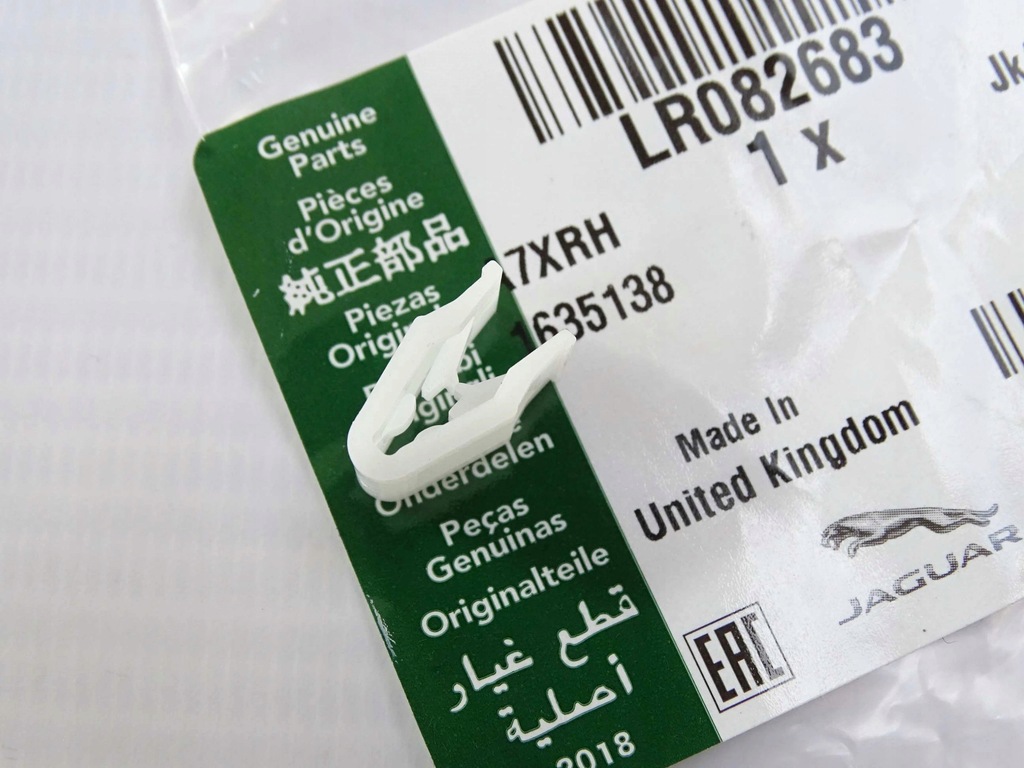 Genuine
Parts
Pièces
d'Origine
純正部品
Piezas
Onderdelen
Peças
Genuinas
Originalteile
قطع غيار
أصلية
2018
LR082683
1 x
7XRH
1635138
Made In
United Kingdom
JAGUAR
EAC